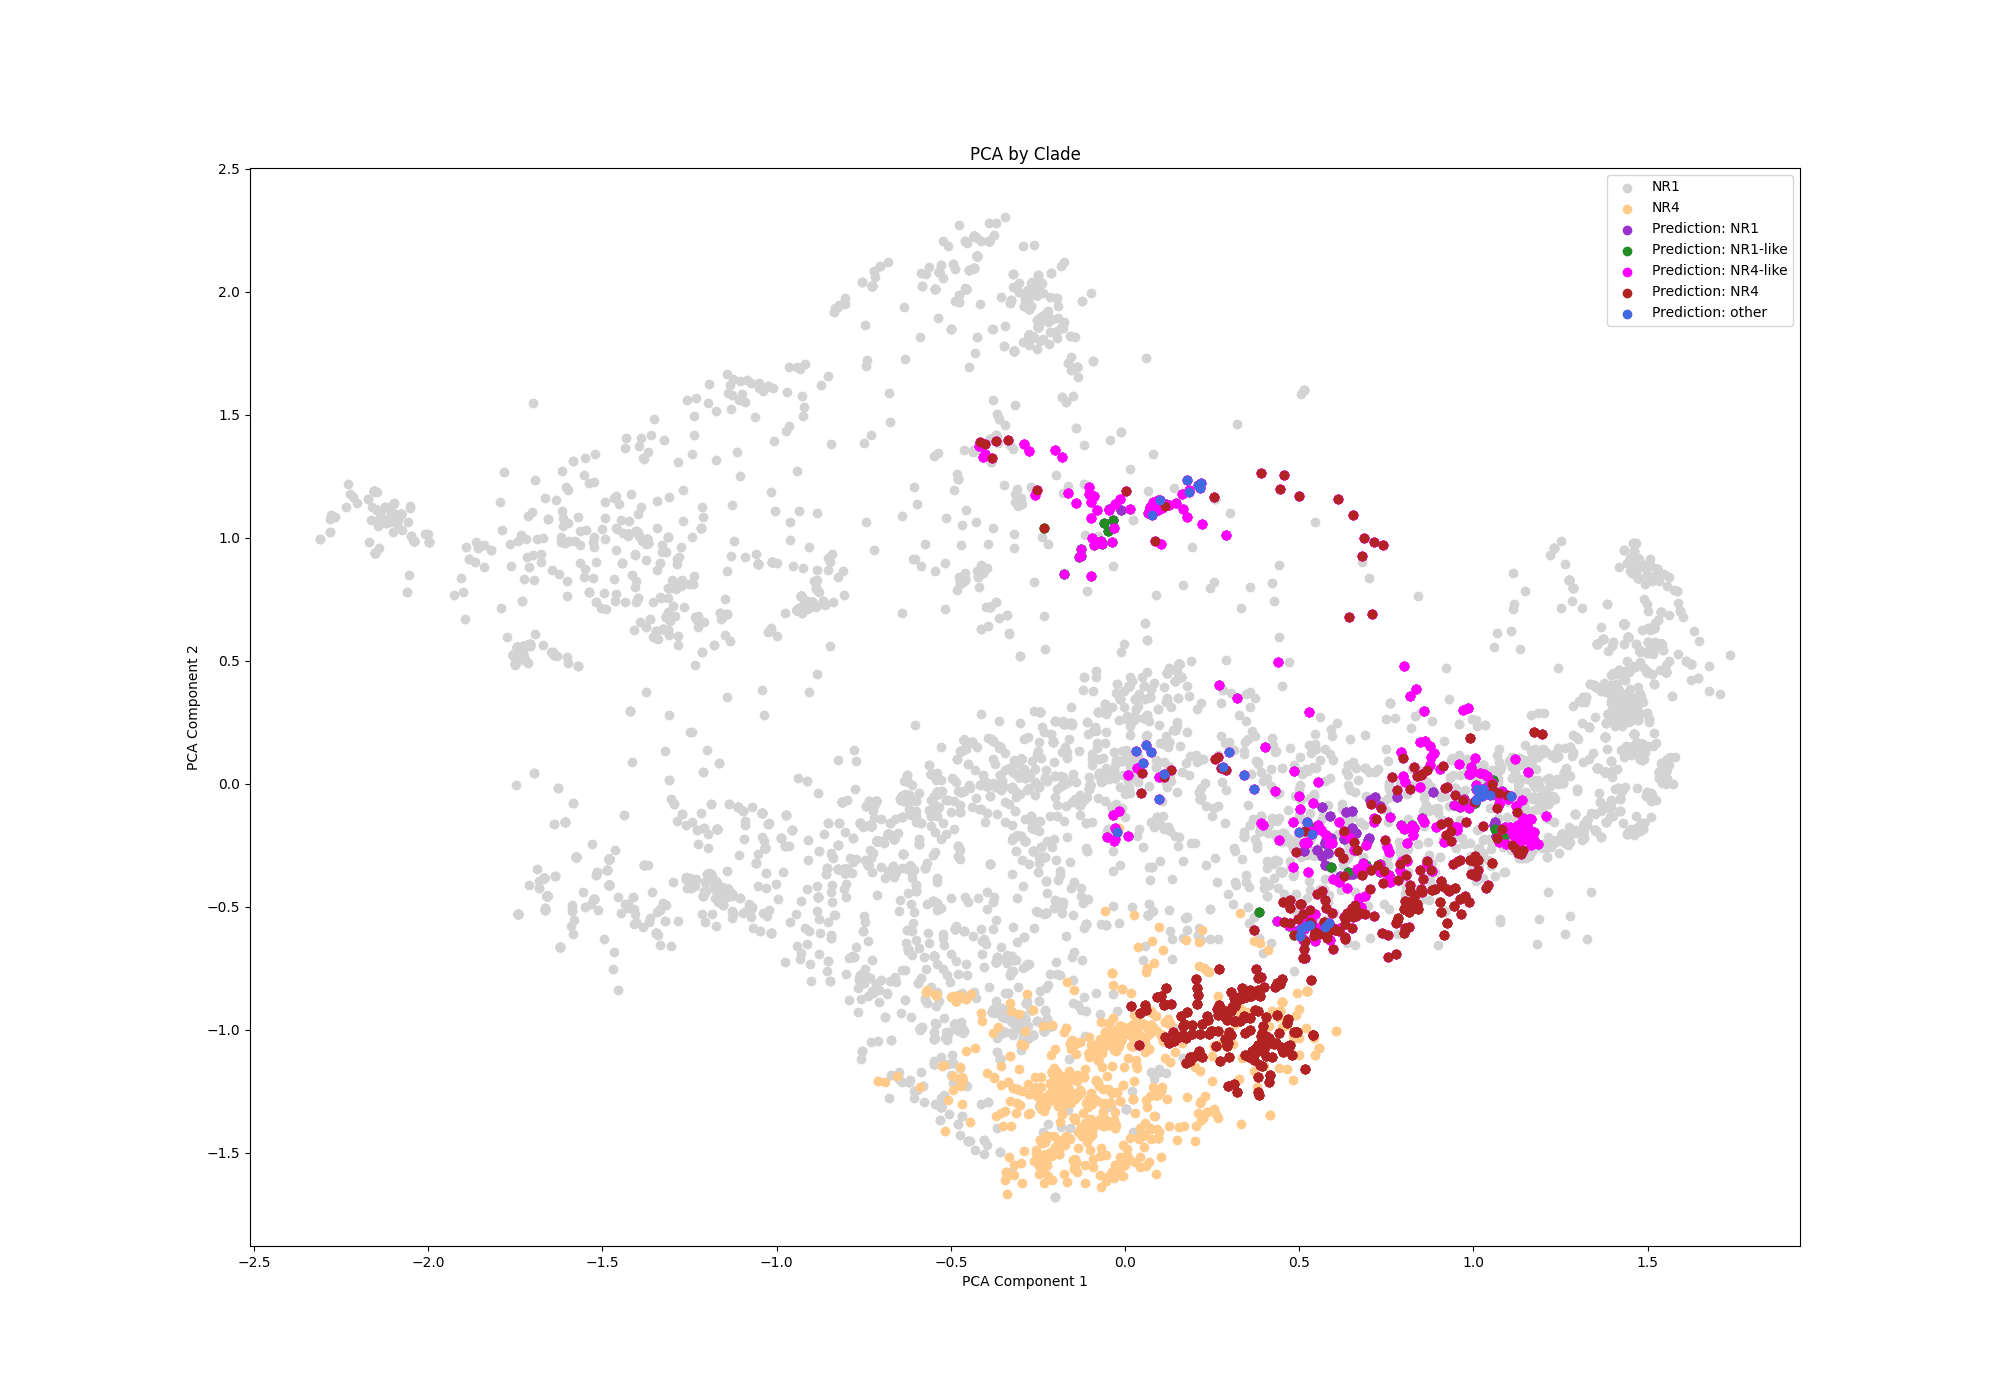 PCA by Clade
NR1
NR4
Prediction: NR1
Prediction: NR1-like
Prediction: NR4-like
Prediction: NR4
Prediction: other
PCA Component 2
2.5
2.0
1.5
1.0
0.5
0.0
−0.5
−1.0
−1.5
−2.5
−2.0
−1.5
−1.0
−0.5
0.0
0.5
1.0
1.5
PCA Component 1